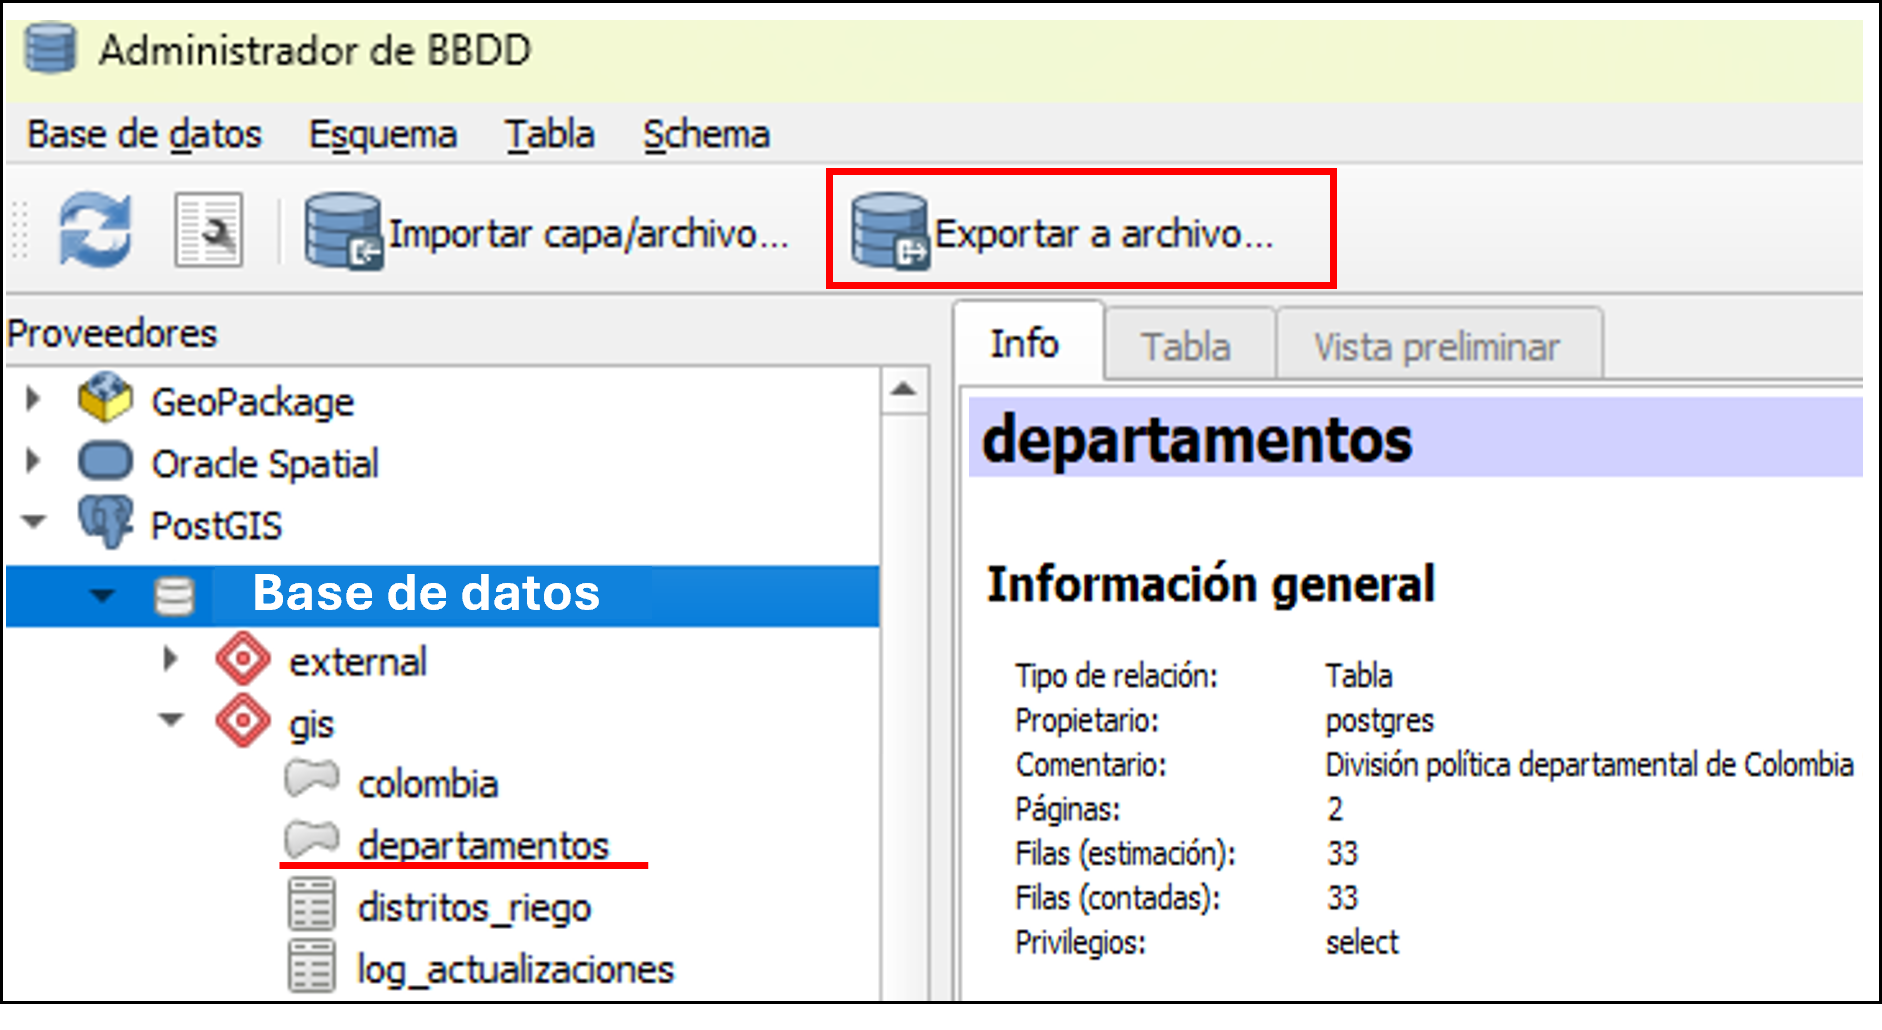 Administrador de BBDD
Base de datos Esquema Tabla Schema
Importar capa/archivo... Exportar a archivo...
Proveedores
GeoPackage
Oracle Spatial
PostGIS
Base de datos
external
gis
colombia
departamentos
distritos_riego
log_actualizaciones
Info Tabla Vista preliminar
departamentos
Información general
Tipo de relación: Tabla
Propietario: postgres
Comentario: División política departamental de Colombia
Páginas: 2
Filas (estimación): 33
Filas (contadas): 33
Privilegios: select